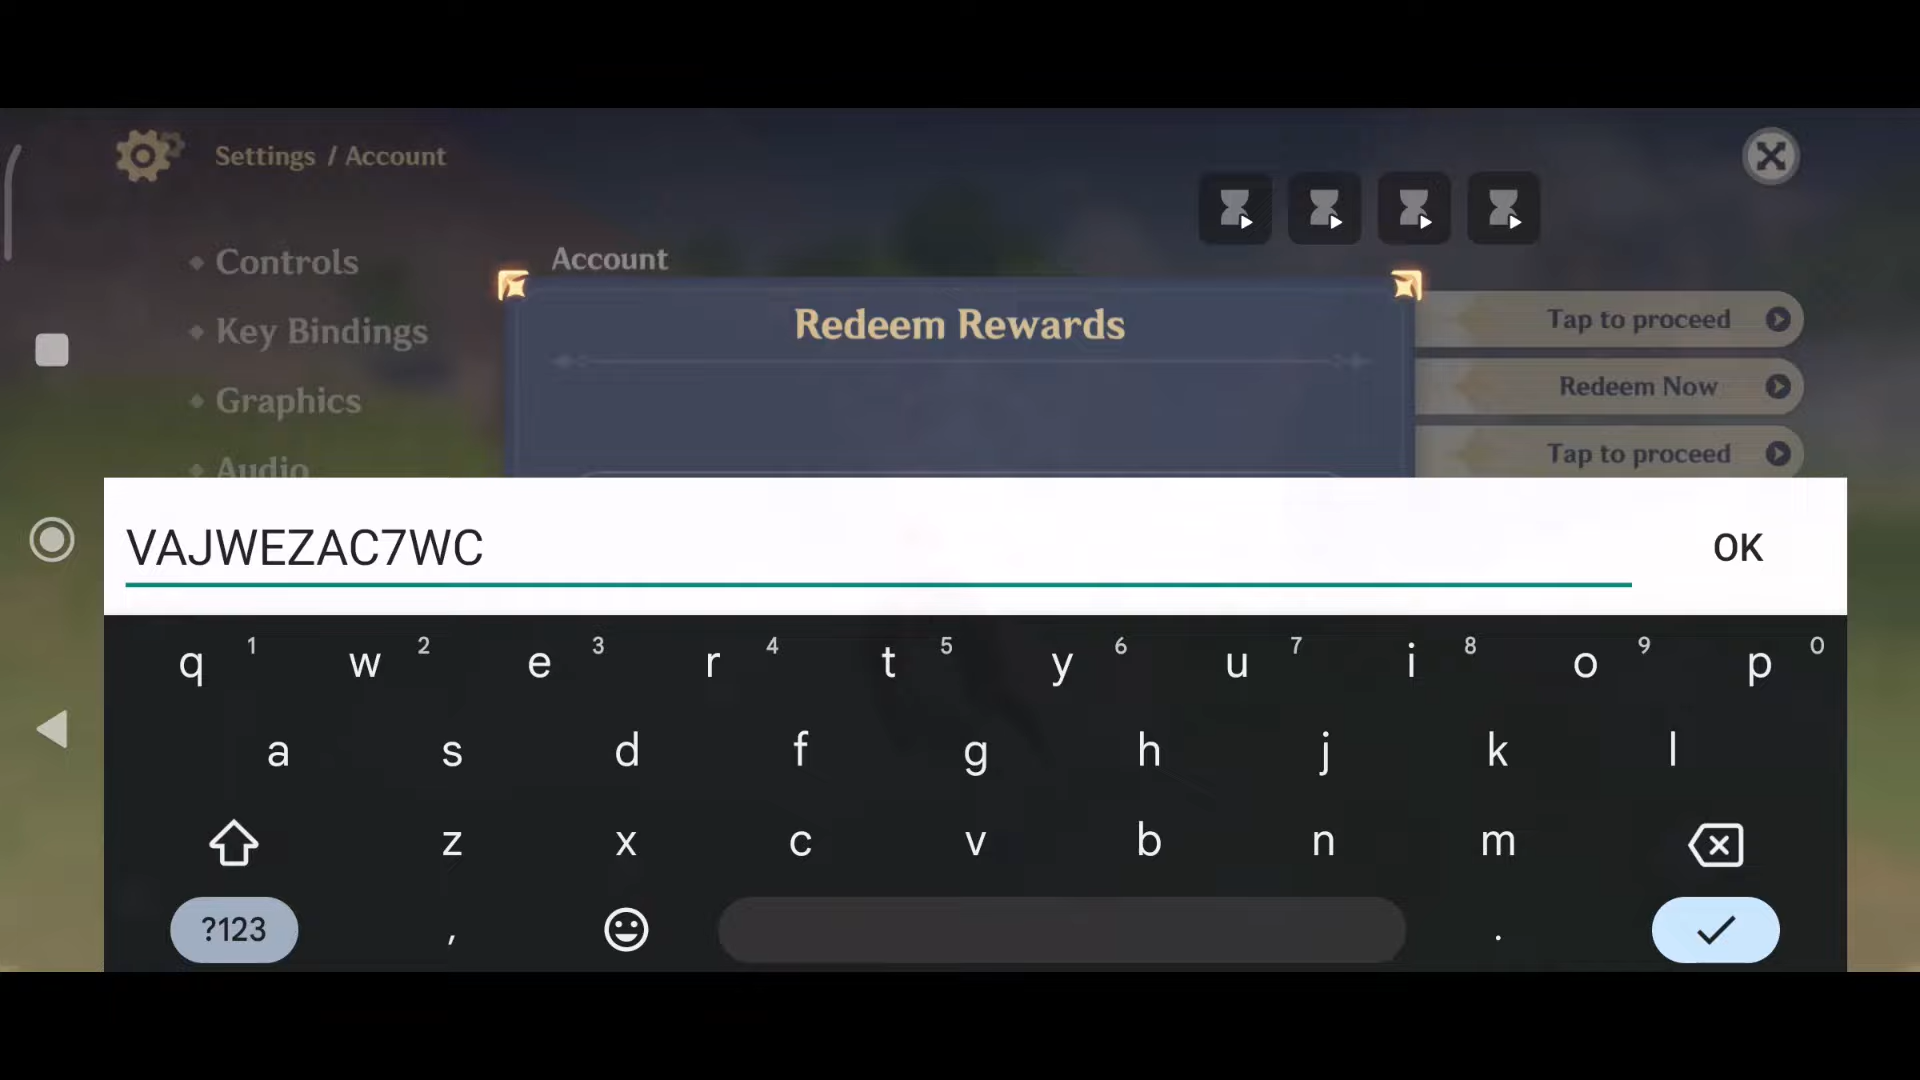 Settings / Account
Controls
Key Bindings
Graphics
Audio
Account
Redeem Rewards
Tap to proceed
Redeem Now
Tap to proceed
VAJWEZAC7WC
OK
q 1 w 2 e 3 r 4 t 5 y 6 u 7 i 8 o 9 p 0
a s d f g h j k l
z x c v b n m
?123 , .